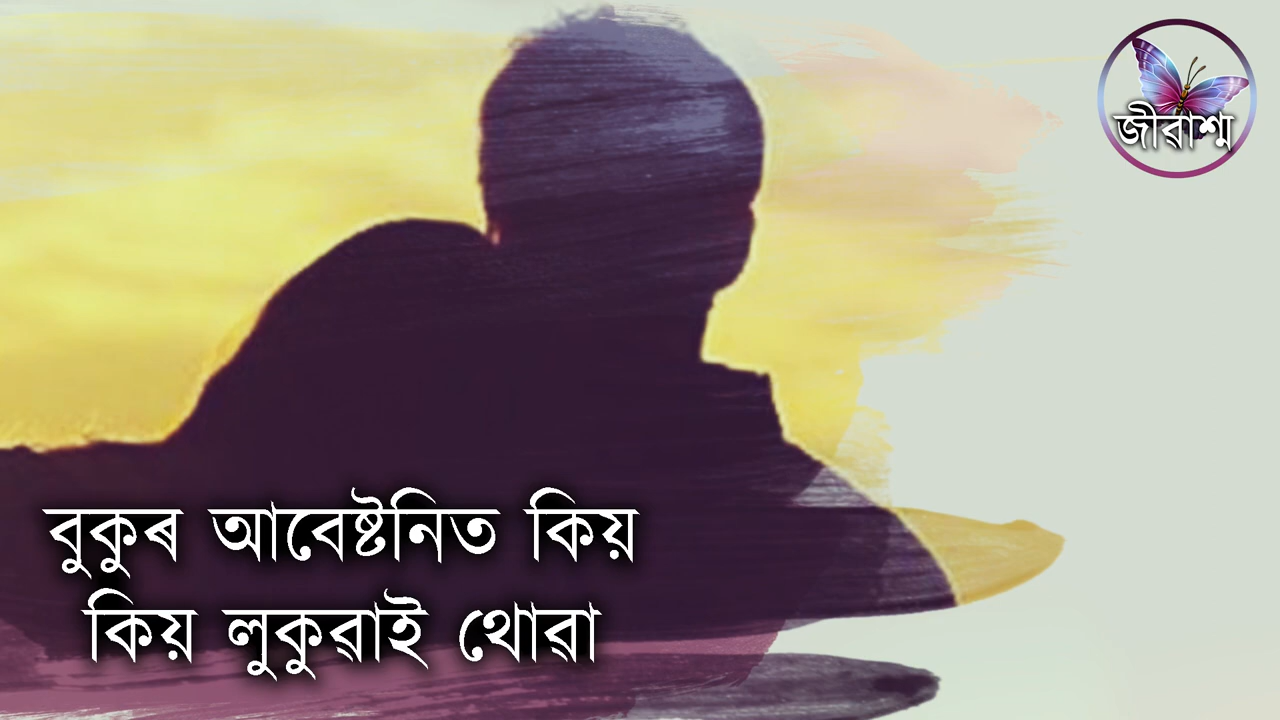 জীৱাশ্ম
বুকুৰ আবেষ্টনিত কিয়
কিয় লুকুৱাই থোৱা